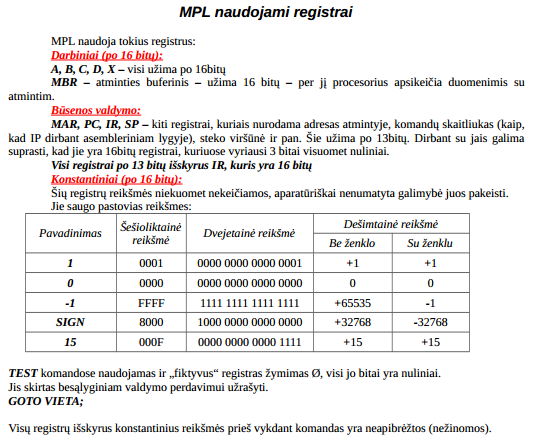 MPL naudojami registrai
MPL naudoja tokius registrus:
Darbiniai (po 16 bitų):
A, B, C, D, X – visi užima po 16bitų
MBR – atminties buferinis – užima 16 bitų – per jį procesorius apsikeičia duomenimis su
atmintim.
Būsenos valdymo:
MAR, PC, IR, SP – kiti registrai, kuriais nurodama adresas atmintyje, komandų skaitliukas (kaip,
kad IP dirbant asembleriniam lygyje), steko viršūnė ir pan. Šie užima po 13bitų. Dirbant su jais galima
suprasti, kad jie yra 16bitų registrai, kuriuose vyriausi 3 bitai visuomet nuliniai.
Visi registrai po 13 bitų išskyrus IR, kuris yra 16 bitų
Konstantiniai (po 16 bitų):
Šių registrų reikšmės niekuomet nekeičiamos, aparatūriškai nenumatyta galimybė juos pakeisti.
Jie saugo pastovias reikšmes:
Pavadinimas Šešioliktainė reikšmė Dvejetainė reikšmė Dešimtainė reikšmė
Be ženklo Su ženklu
1 0001 0000 0000 0000 0001 +1 +1
0 0000 0000 0000 0000 0000 0 0
-1 FFFF 1111 1111 1111 1111 +65535 -1
SIGN 8000 1000 0000 0000 0000 +32768 -32768
15 000F 0000 0000 0000 1111 +15 +15
TEST komandose naudojamas ir „fiktyvus“ registras žymimas Ø, visi jo bitai yra nuliniai.
Jis skirtas besąlyginiam valdymo perdavimui užrašyti.
GOTO VIETA;
Visų registrų išskyrus konstantinius reikšmės prieš vykdant komandas yra neapibrėžtos (nežinomos).